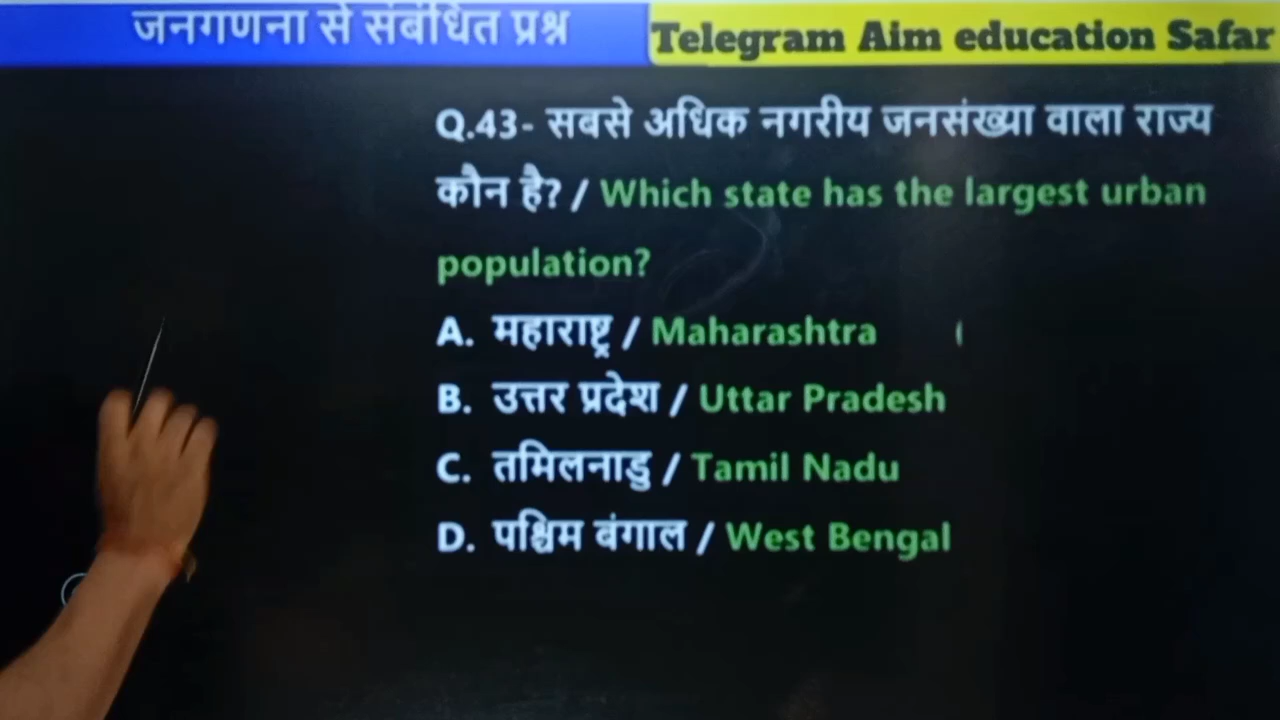 जनगणना से संबंधित प्रश्न
Telegram Aim education Safar
Q.43- सबसे अधिक नगरीय जनसंख्या वाला राज्य
कौन है? / Which state has the largest urban
population?
A. महाराष्ट्र / Maharashtra (
B. उत्तर प्रदेश / Uttar Pradesh
C. तमिलनाडु / Tamil Nadu
D. पश्चिम बंगाल / West Bengal